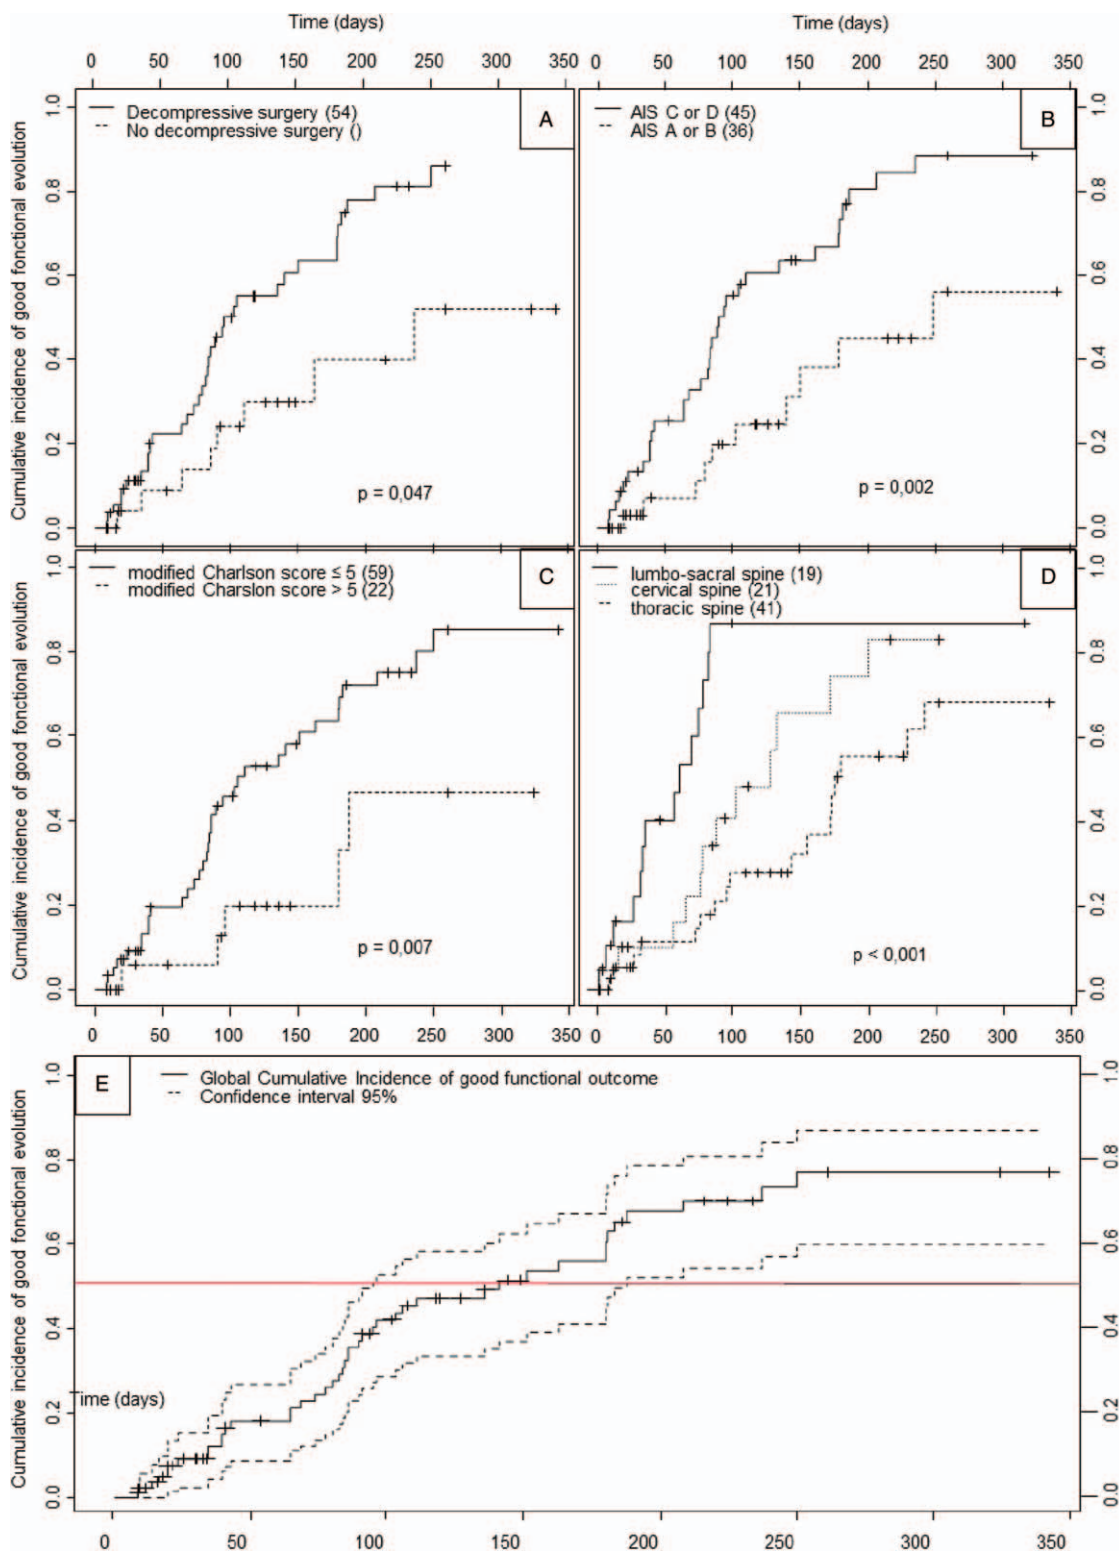 Time (days)
Time (days)
0 50 100 150 200 250 350
0 50 100 150 200 250 350
Cumulative incidence of good fonctional evolution
1.0
0.8
0.6
0.4
0.2
0.0
Decompressive surgery (54)
No decompressive surgery ()
A
p = 0,047
AIS C or D (45)
AIS A or B (36)
B
p = 0,002
1.0
0.8
0.6
0.4
0.2
0.0
Cumulative incidence of good fonctional evolution
1.0
0.8
0.6
0.4
0.2
0.0
modified Charlson score ≤ 5 (59)
modified Charslon score > 5 (22)
C
p = 0,007
lumbo-sacral spine (19)
cervical spine (21)
thoracic spine (41)
D
p < 0,001
1.0
0.8
0.6
0.4
0.2
0.0
0 50 100 150 200 250 300 350
0 50 100 150 200 250 300 350
Cumulative incidence of good fonctional evolution
1.0
0.8
0.6
0.4
0.2
0.0
E
Global Cumulative Incidence of good functional outcome
Confidence interval 95%
ime (days)
1.0
0.8
0.6
0.4
0.2
0.0
0 50 100 150 200 250 300 350